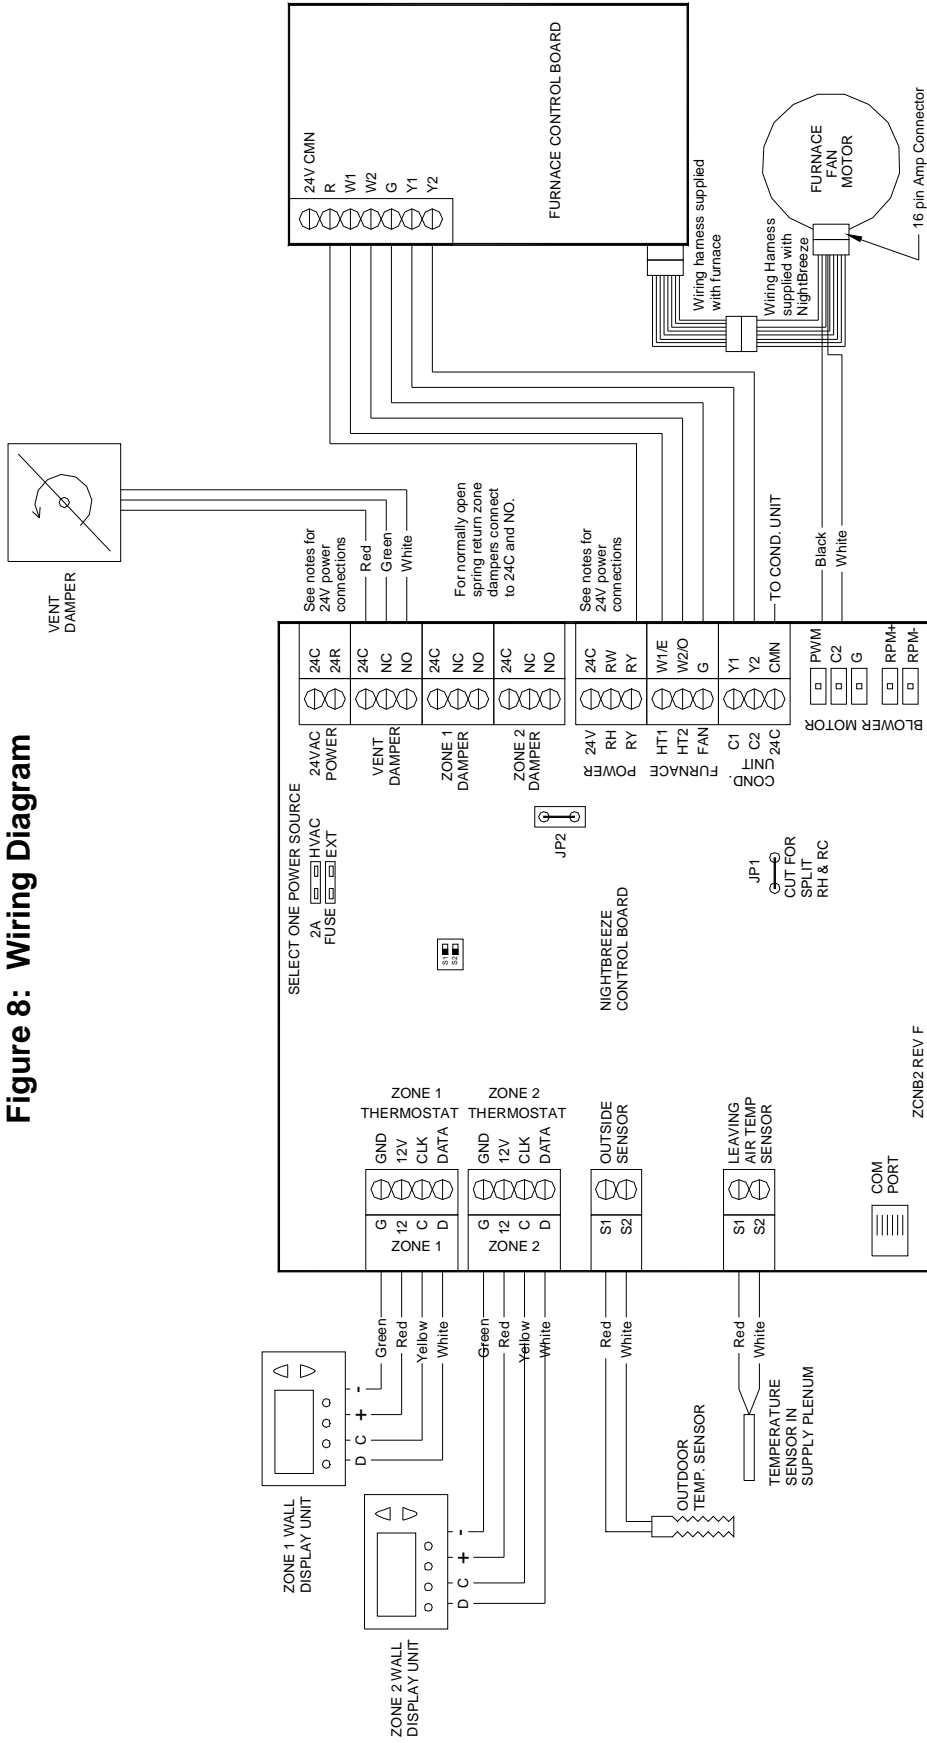 Figure 8: Wiring Diagram
VENT
DAMPER
24V CMN
R
W1
W2
G
Y1
Y2
FURNACE CONTROL BOARD
Wiring harness supplied
with furnace
Wiring Harness
supplied with
NightBreeze
FURNACE
FAN
MOTOR
16 pin Amp Connector
See notes for
24V power
connections
Red
Green
White
For normally open
spring return zone
dampers connect
to 24C and NO.
See notes for
24V power
connections
TO COND. UNIT
Black
White
SELECT ONE POWER SOURCE
2A
FUSE
HVAC
EXT
24VAC
POWER
24C
24R
VENT
DAMPER
24C
NC
NO
ZONE 1
DAMPER
24C
NC
NO
ZONE 2
DAMPER
24C
NC
NO
POWER
24V
RH
RY
24C
RW
RY
FURNACE
HT1
HT2
FAN
W1/E
W2/O
G
COND.
UNIT
C1
C2
24C
Y1
Y2
CMN
BLOWER MOTOR
PWM
C2
G
RPM+
RPM-
JP2
JP1
CUT FOR
SPLIT
RH & RC
S1
S2
NIGHTBREEZE
CONTROL BOARD
ZONE 1
THERMOSTAT
GND
12V
CLK
DATA
G
12
C
D
ZONE 1
ZONE 2
THERMOSTAT
GND
12V
CLK
DATA
G
12
C
D
ZONE 2
OUTSIDE
SENSOR
S1
S2
LEAVING
AIR TEMP
SENSOR
S1
S2
COM
PORT
ZCNB2 REV F
Green
Red
Yellow
White
Green
Red
Yellow
White
Red
White
Red
White
D C + -
ZONE 1 WALL
DISPLAY UNIT
D C + -
ZONE 2 WALL
DISPLAY UNIT
OUTDOOR
TEMP. SENSOR
TEMPERATURE
SENSOR IN
SUPPLY PLENUM